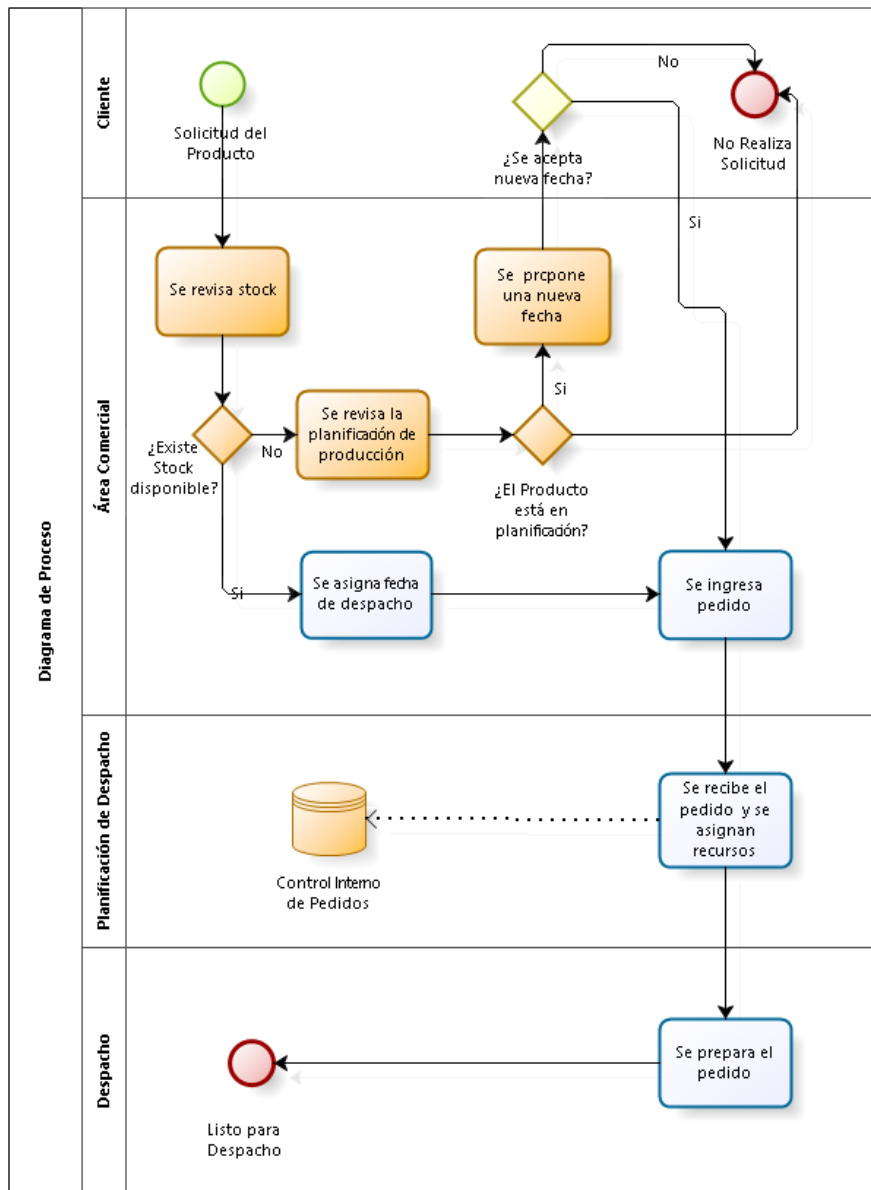 Diagrama de Proceso
Cliente
Solicitud del
Producto
¿Se acepta
nueva fecha?
No
No Realiza
Solicitud
Si
Área Comercial
Se revisa stock
Se prcpone
una nueva
fecha
Si
¿Existe
Stock
disponible?
No
Se revisa la
planificación de
producción
¿El Producto
está en
planificación?
Si
Se asigna fecha
de despacho
Se ingresa
pedido
Planificación de Despacho
Control Interno
de Pedidos
Se recibe el
pedido y se
asignan
recursos
Despacho
Se prepara el
pedido
Listo para
Despacho